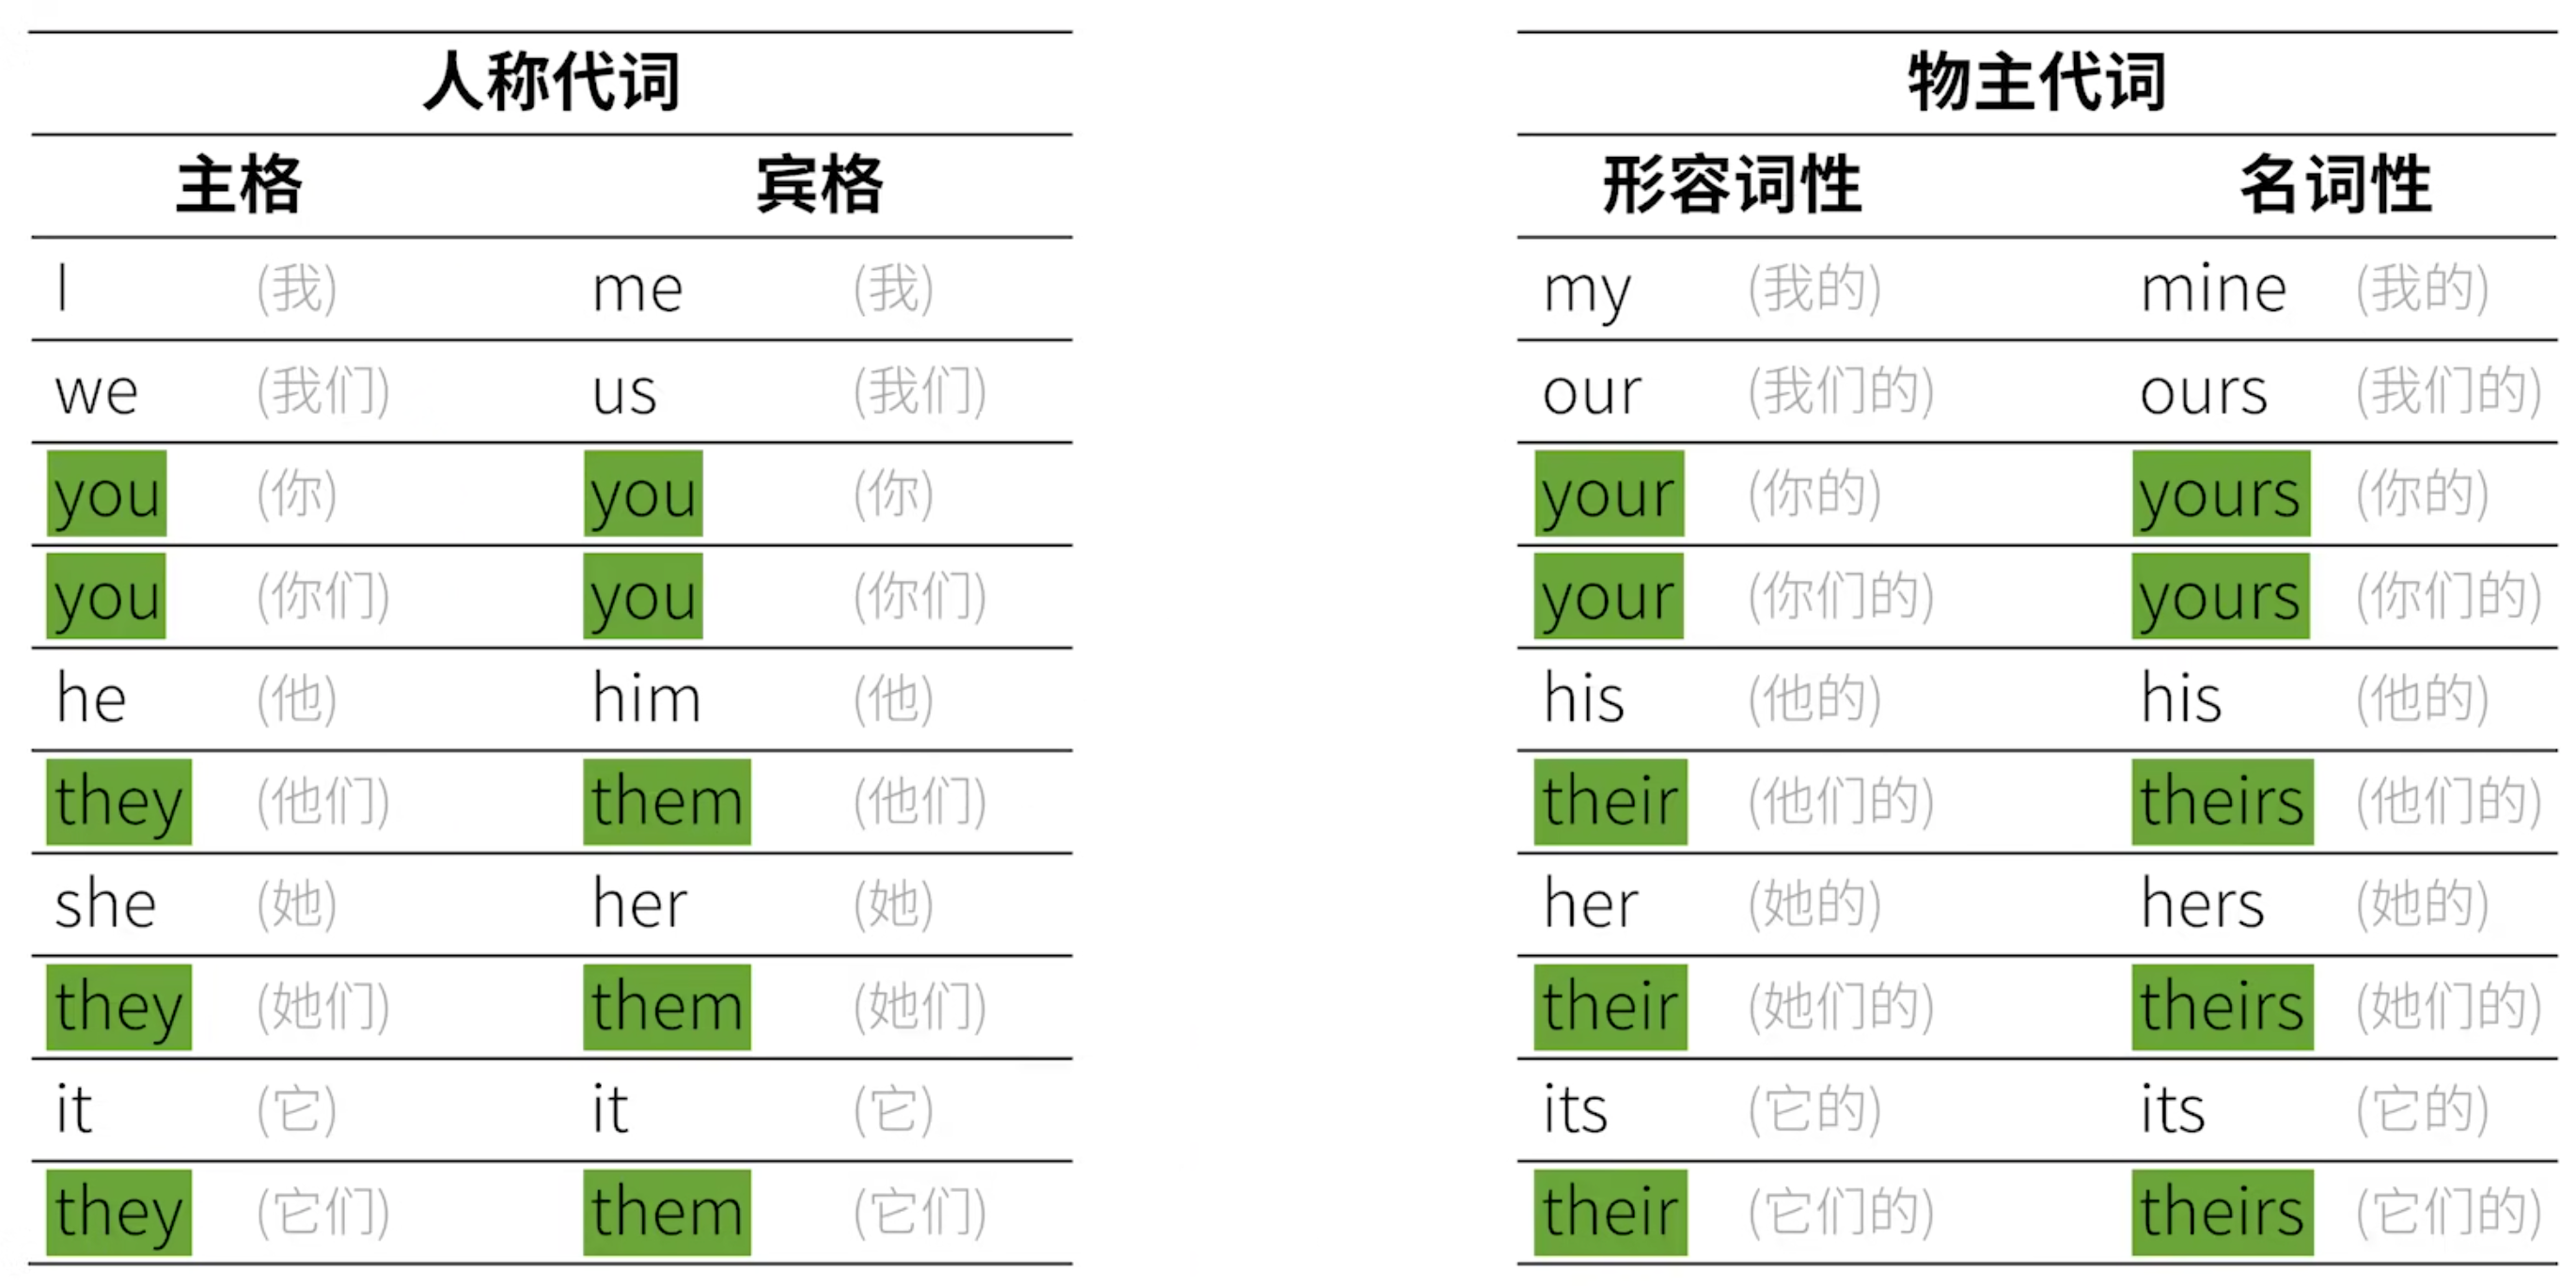 人称代词
主格 宾格
I (我) me (我)
we (我们) us (我们)
you (你) you (你)
you (你们) you (你们)
he (他) him (他)
they (他们) them (他们)
she (她) her (她)
they (她们) them (她们)
it (它) it (它)
they (它们) them (它们)
物主代词
形容词性 名词性
my (我的) mine (我的)
our (我们的) ours (我们的)
your (你的) yours (你的)
your (你们的) yours (你们的)
his (他的) his (他的)
their (他们的) theirs (他们的)
her (她的) hers (她的)
their (她们的) theirs (她们的)
its (它的) its (它的)
their (它们的) theirs (它们的)